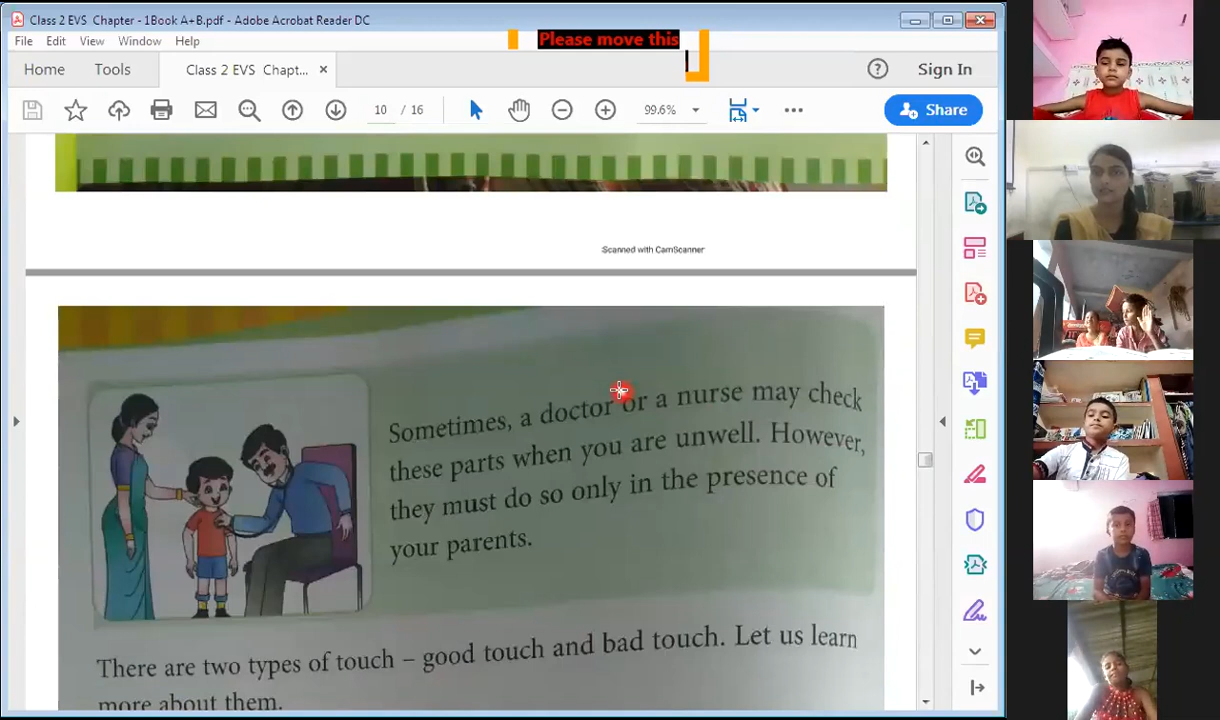 Class 2 EVS Chapter - 1Book A+B.pdf - Adobe Acrobat Reader DC
Please move this
File Edit View Window Help
Home Tools Class 2 EVS Chapt... × ? Sign In
10 / 16 99.6% Share
Scanned with CamScanner
Sometimes, a doctor or a nurse may check
these parts when you are unwell. However,
they must do so only in the presence of
your parents.
There are two types of touch – good touch and bad touch. Let us learn
more about them.